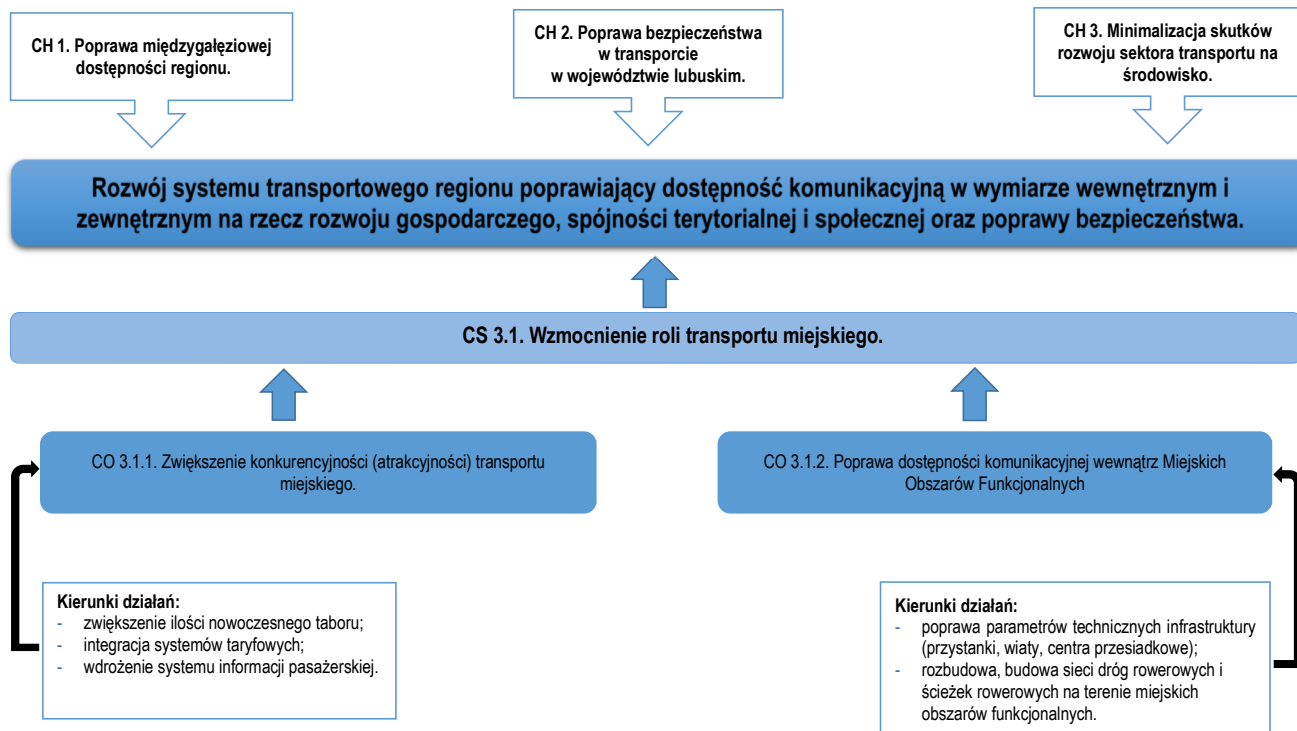 CH 1. Poprawa międzygałęziowej
dostępności regionu.
CH 2. Poprawa bezpieczeństwa
w transporcie
w województwie lubuskim.
CH 3. Minimalizacja skutków
rozwoju sektora transportu na
środowisko.
Rozwój systemu transportowego regionu poprawiający dostępność komunikacyjną w wymiarze wewnętrznym i
zewnętrznym na rzecz rozwoju gospodarczego, spójności terytorialnej i społecznej oraz poprawy bezpieczeństwa.
CS 3.1. Wzmocnienie roli transportu miejskiego.
CO 3.1.1. Zwiększenie konkurencyjności (atrakcyjności) transportu
miejskiego.
CO 3.1.2. Poprawa dostępności komunikacyjnej wewnątrz Miejskich
Obszarów Funkcjonalnych
Kierunki działań:
- zwiększenie ilości nowoczesnego taboru;
- integracja systemów taryfowych;
- wdrożenie systemu informacji pasażerskiej.
Kierunki działań:
- poprawa parametrów technicznych infrastruktury
(przystanki, wiaty, centra przesiadkowe);
- rozbudowa, budowa sieci dróg rowerowych i
ścieżek rowerowych na terenie miejskich
obszarów funkcjonalnych.